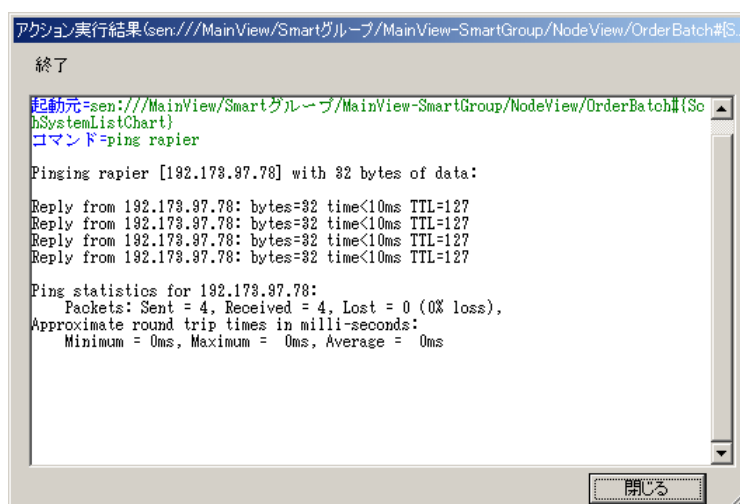 アクション実行結果(sen:///MainView/Smartグループ/MainView-SmartGroup/NodeView/OrderBatch#{S...
終了
起動元=sen:///MainView/Smartグループ/MainView-SmartGroup/NodeView/OrderBatch#{Sc
hSystemListChart}
コマンド=ping rapier
Pinging rapier [192.173.97.78] with 32 bytes of data:
Reply from 192.173.97.78: bytes=32 time<10ms TTL=127
Reply from 192.173.97.78: bytes=32 time<10ms TTL=127
Reply from 192.173.97.78: bytes=32 time<10ms TTL=127
Reply from 192.173.97.78: bytes=32 time<10ms TTL=127
Ping statistics for 192.173.97.78:
Packets: Sent = 4, Received = 4, Lost = 0 (0% loss),
Approximate round trip times in milli-seconds:
Minimum = 0ms, Maximum =  0ms, Average =  0ms
閉じる